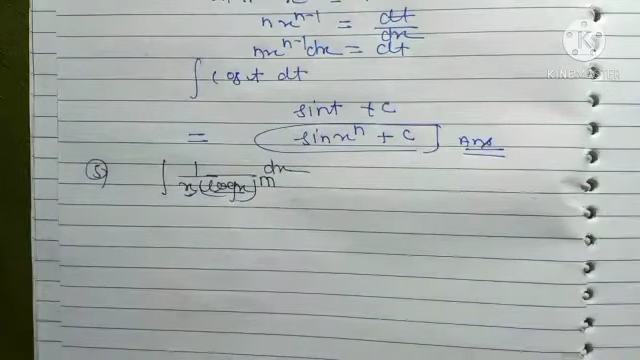 nx^{n-1} = dt/dx
nx^{n-1} dx = dt
∫ cos t dt
sin t + c
= sin x^n + c Ans
⑤ ∫ 1/x(log x)^m dx
KINEMASTER